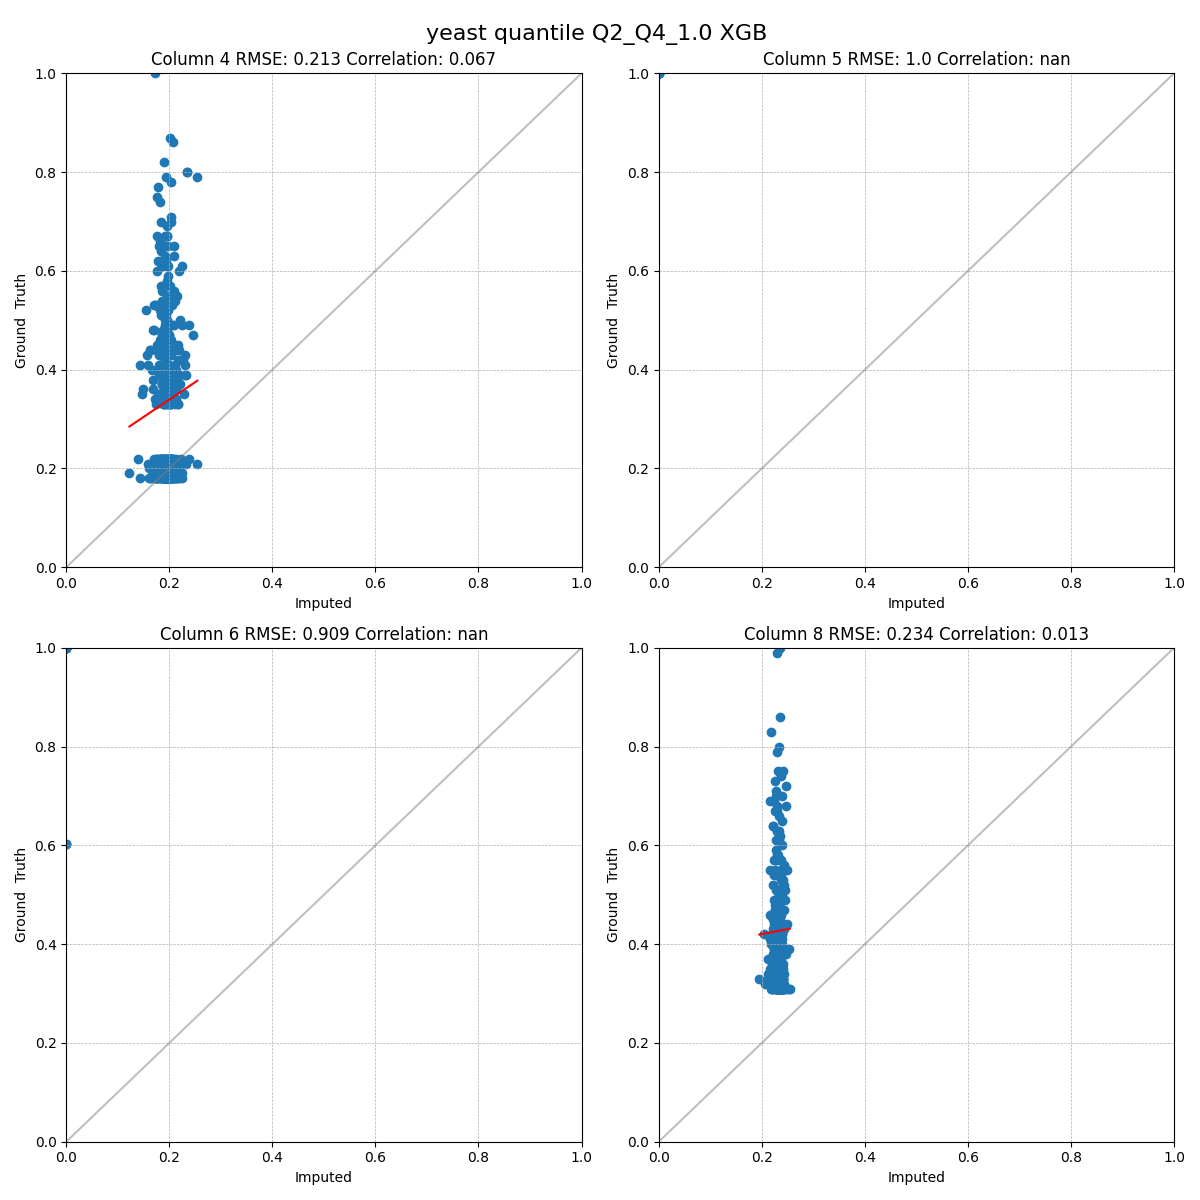 yeast quantile Q2_Q4_1.0 XGB
Column 4 RMSE: 0.213 Correlation: 0.067
1.0
0.8
0.6
0.4
0.2
0.0
Ground Truth
0.0 0.2 0.4 0.6 0.8 1.0
Imputed
Column 5 RMSE: 1.0 Correlation: nan
1.0
0.8
0.6
0.4
0.2
0.0
Ground Truth
0.0 0.2 0.4 0.6 0.8 1.0
Imputed
Column 6 RMSE: 0.909 Correlation: nan
1.0
0.8
0.6
0.4
0.2
0.0
Ground Truth
0.0 0.2 0.4 0.6 0.8 1.0
Imputed
Column 8 RMSE: 0.234 Correlation: 0.013
1.0
0.8
0.6
0.4
0.2
0.0
Ground Truth
0.0 0.2 0.4 0.6 0.8 1.0
Imputed